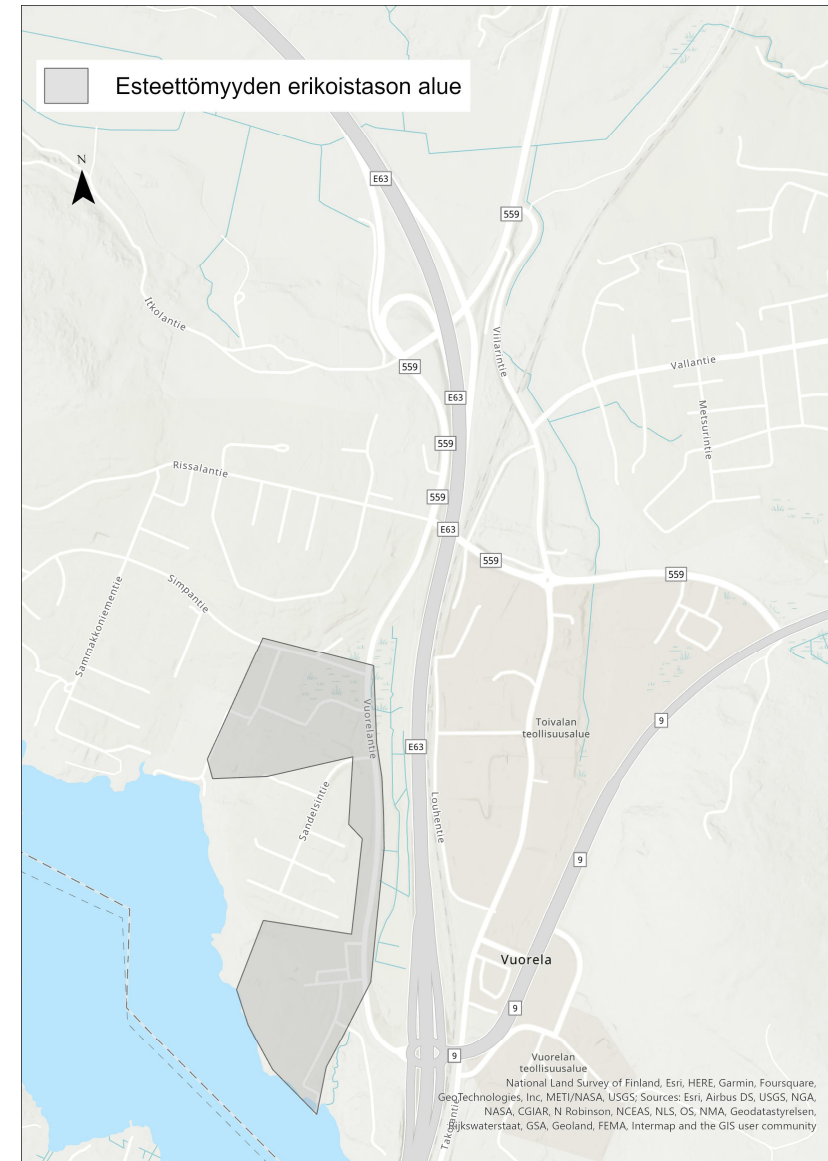 Esteettömyyden erikoistason alue
N
E63
559
Itkolantie
Viilarintie
559
Vallantie
E63
Metsurintie
559
Rissalantie
559
E63
559
559
Simpantie
Sammakkoniementie
Vuorelantie
9
Toivalan
teollisuusalue
E63
Sandelsintie
Louhentie
9
Vuorela
9
9
Vuorelan
teollisuusalue
National Land Survey of Finland, Esri, HERE, Garmin, Foursquare,
GeoTechnologies, Inc, METI/NASA, USGS; Sources: Esri, Airbus DS, USGS, NGA,
NASA, CGIAR, N Robinson, NCEAS, NLS, OS, NMA, Geodatastyrelsen,
Rijkswaterstaat, GSA, Geoland, FEMA, Intermap and the GIS user community